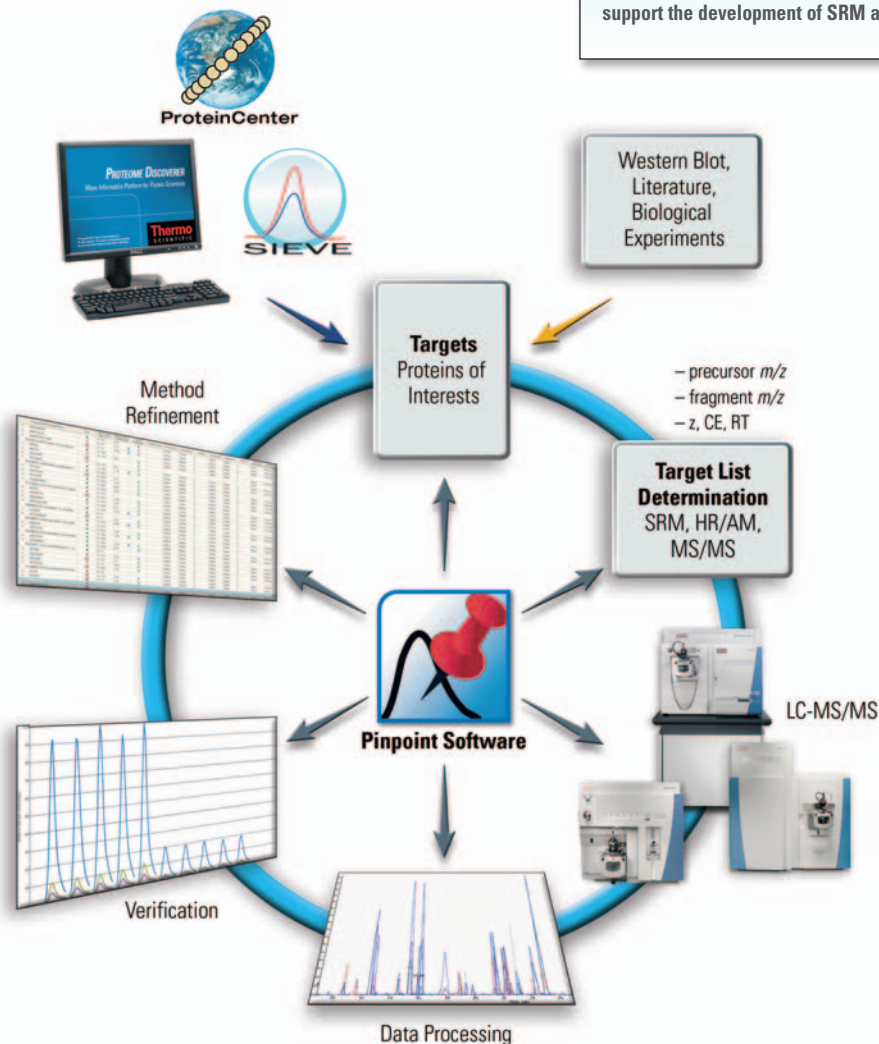 support the development of SRM a
ProteinCenter
PROTEOME DISCOVERER
Thermo
SCIENTIFIC
SIEVE
Western Blot,
Literature,
Biological
Experiments
Targets
Proteins of
Interests
– precursor m/z
– fragment m/z
– z, CE, RT
Method
Refinement
Target List
Determination
SRM, HR/AM,
MS/MS
Pinpoint Software
LC-MS/MS
Verification
Data Processing